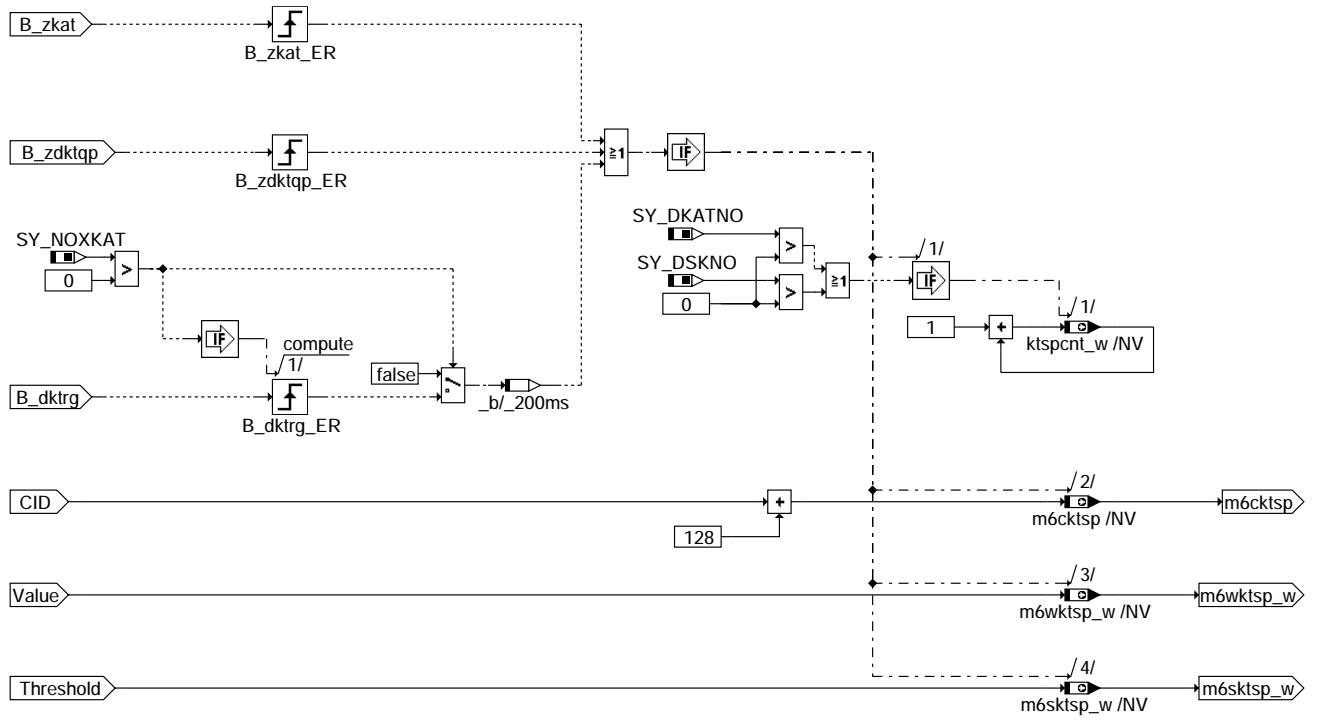 B_zkat
B_zkat_ER
B_zdktqp
B_zdktqp_ER
≧1
IF
SY_NOXKAT
0
>
IF
compute
1/
false
B_dktrg
B_dktrg_ER
_b/_200ms
SY_DKATNO
>
SY_DSKNO
0
>
≧1
/1/
IF
/1/
1
+
ktspcnt_w /NV
CID
+
128
/2/
m6cktsp /NV
m6cktsp
Value
/3/
m6wktsp_w /NV
m6wktsp_w
Threshold
/4/
m6sktsp_w /NV
m6sktsp_w